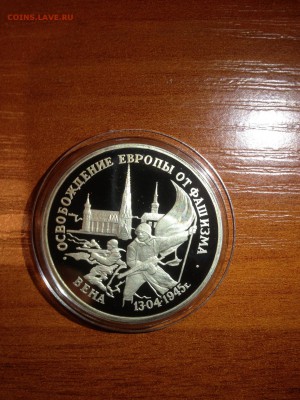 COINS.LAVE.RU
ОСВОБОЖДЕНИЕ ЕВРОПЫ ОТ ФАШИЗМА
ВЕНА
13·04·1945г.